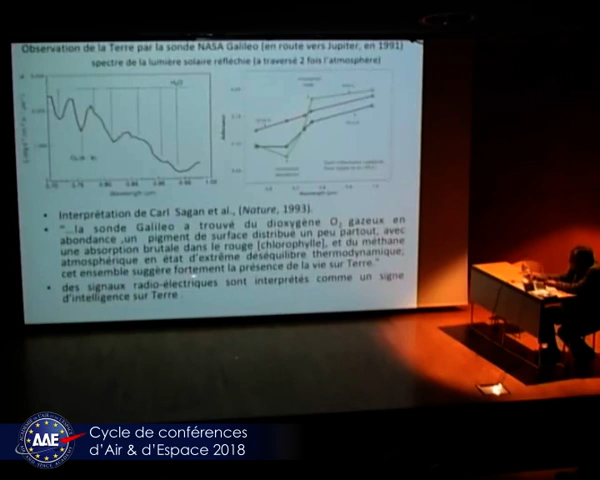 Observation de la Terre par la sonde NASA Galileo (en route vers Jupiter, en 1991)
spectre de la lumière solaire réfléchie (a traversé 2 fois l'atmosphère)
H₂O
• Interprétation de Carl Sagan et al., (Nature, 1993).
• "...la sonde Galileo a trouvé du dioxygène O₂ gazeux en
abondance ,un pigment de surface distribué un peu partout, avec
une absorption brutale dans le rouge [chlorophylle], et du méthane
atmosphérique en état d'extrême déséquilibre thermodynamique;
cet ensemble suggère fortement la présence de la vie sur Terre."
• des signaux radio-électriques sont interprétés comme un signe
d'intelligence sur Terre
AAE
Cycle de conférences
d'Air & d'Espace 2018